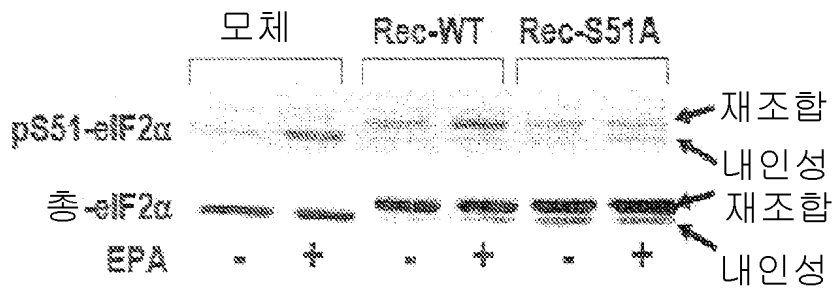 모체 Rec-WT Rec-S51A
pS51-eIF2α 재조합
내인성
총-eIF2α 재조합
EPA - + - + - + 내인성